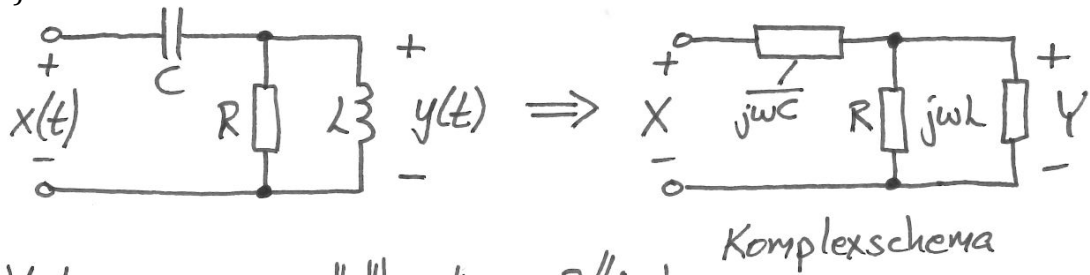 C
+ +
x(t) R L y(t) ⇒ X 1/jωC R jωL Y
- -
Komplexschema